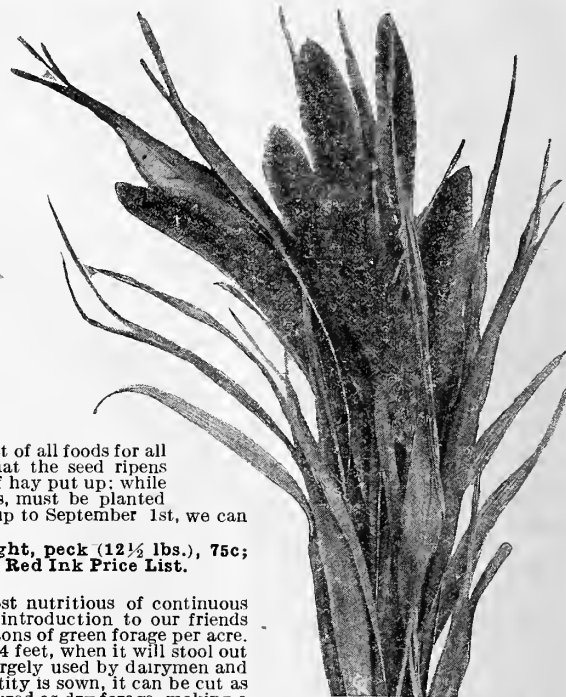 t of all foods for all
at the seed ripens
f hay put up; while
s, must be planted
up to September 1st, we can
ght, peck (12½ lbs.), 75c;
Red Ink Price List.
st nutritious of continuous
introduction to our friends
tons of green forage per acre.
4 feet, when it will stool out
rgely used by dairymen and
tity is sown, it can be cut as